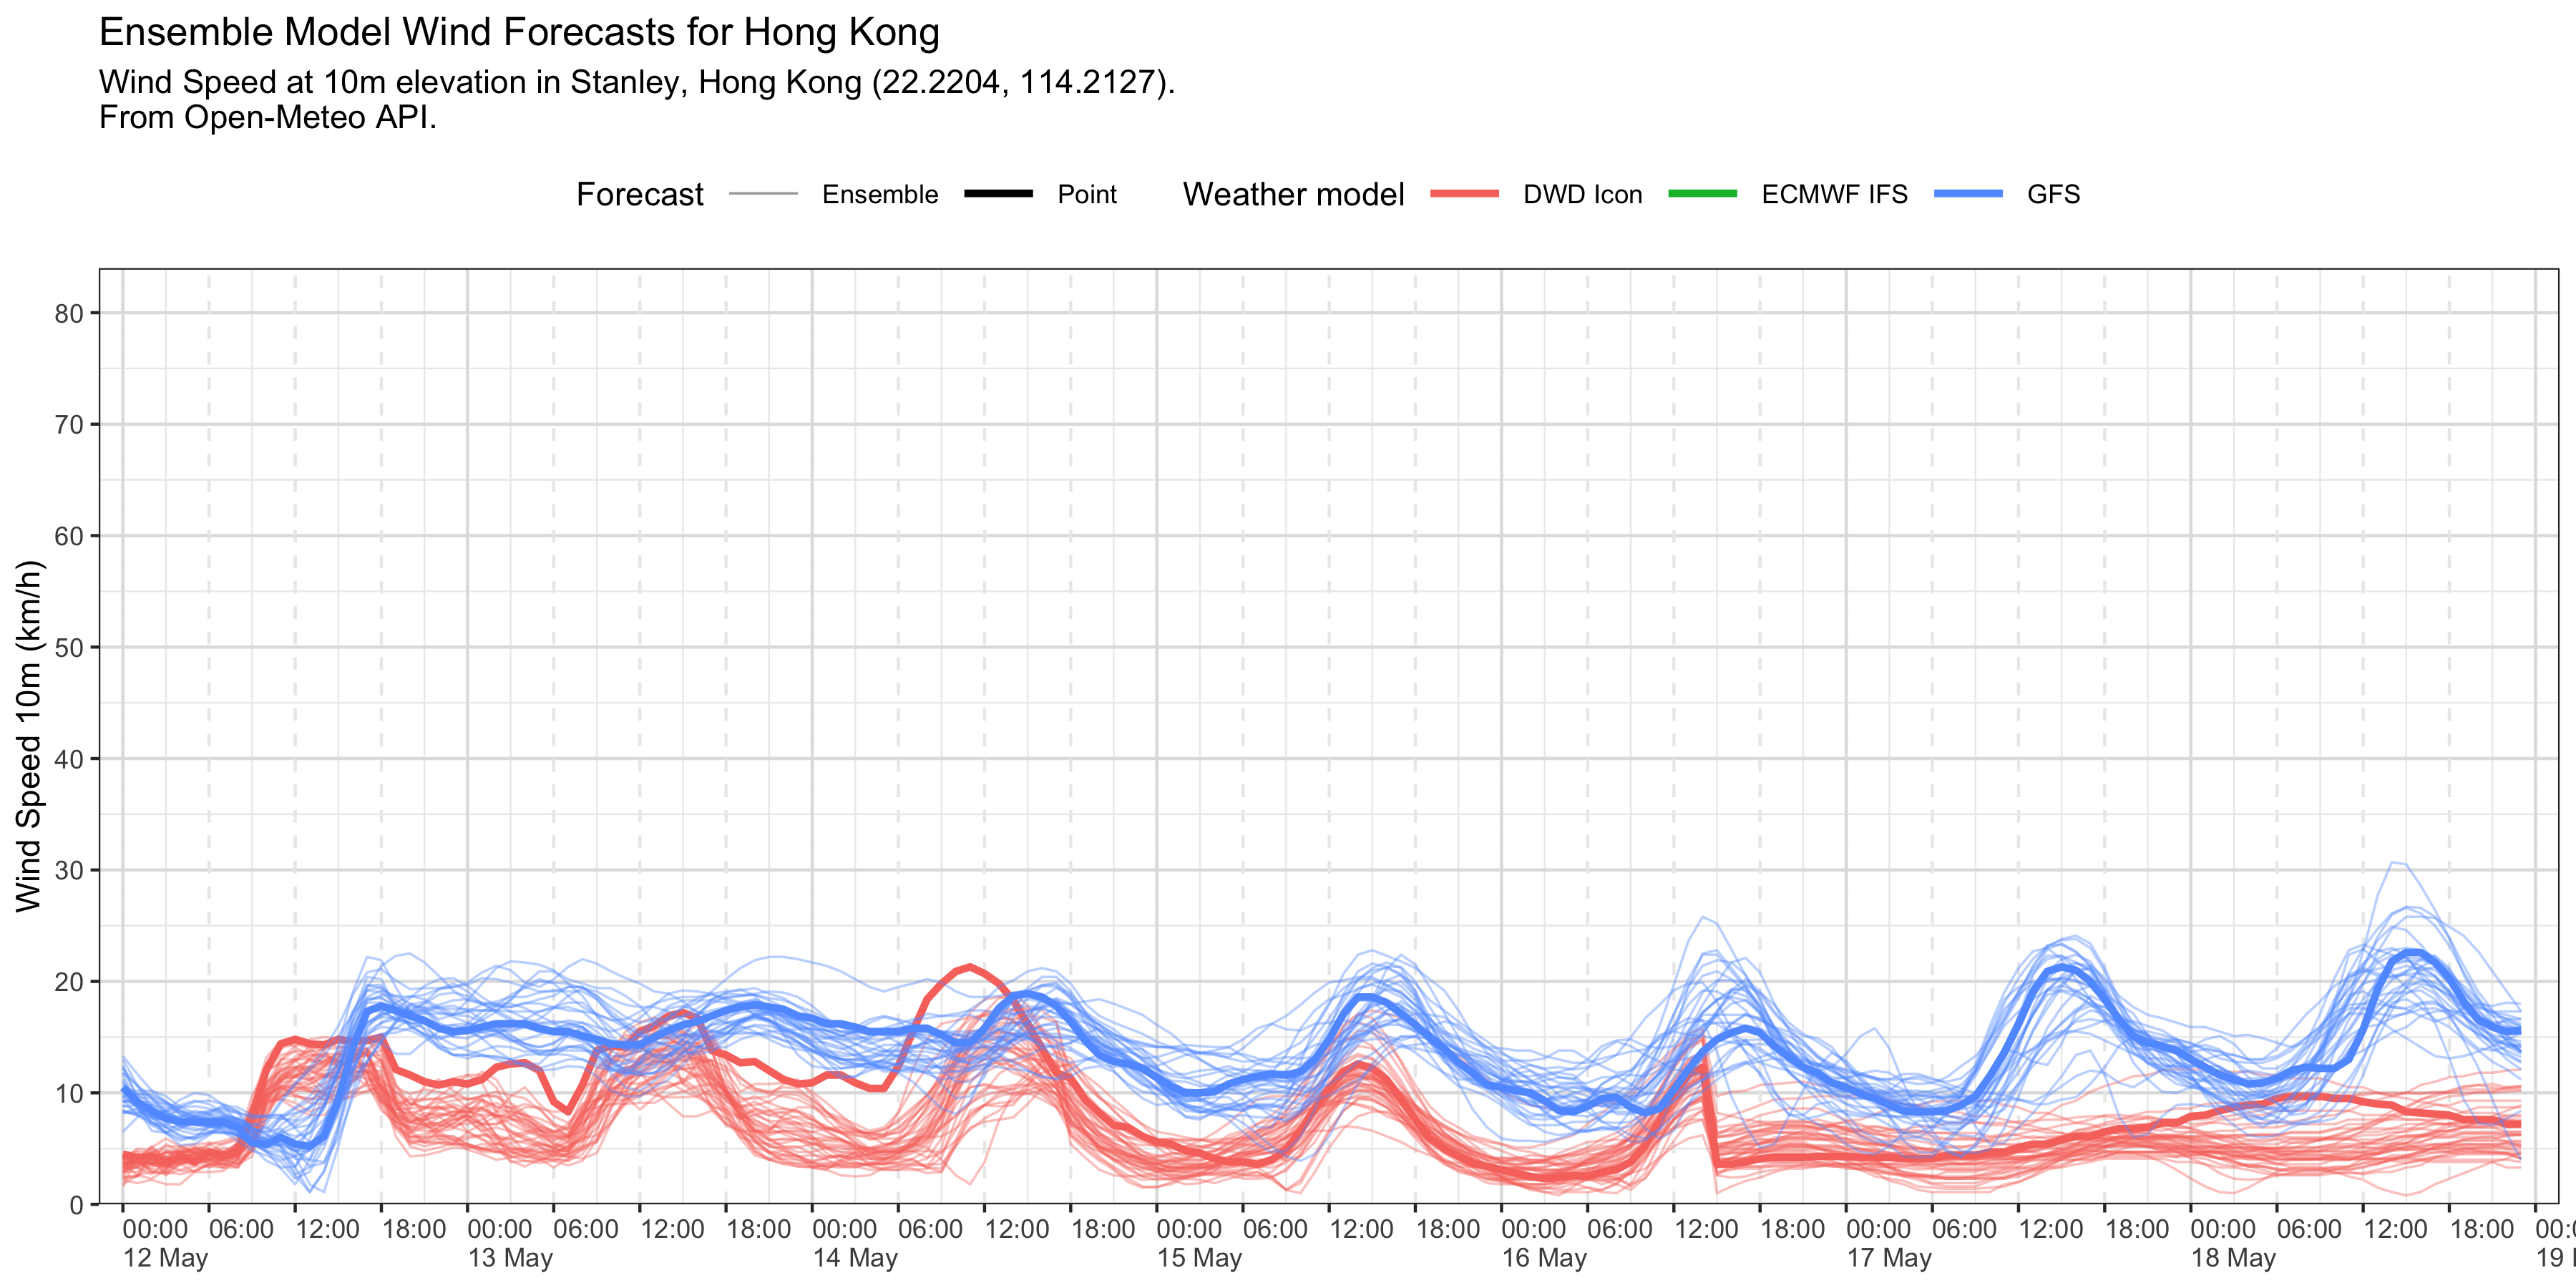 Ensemble Model Wind Forecasts for Hong Kong
Wind Speed at 10m elevation in Stanley, Hong Kong (22.2204, 114.2127).
From Open-Meteo API.
Forecast Ensemble Point Weather model DWD Icon ECMWF IFS GFS
Wind Speed 10m (km/h)
80
70
60
50
40
30
20
10
0
00:00 06:00 12:00 18:00 00:00 06:00 12:00 18:00 00:00 06:00 12:00 18:00 00:00 06:00 12:00 18:00 00:00 06:00 12:00 18:00 00:00 06:00 12:00 18:00 00:00 06:00 12:00 18:00
12 May 13 May 14 May 15 May 16 May 17 May 18 May 19